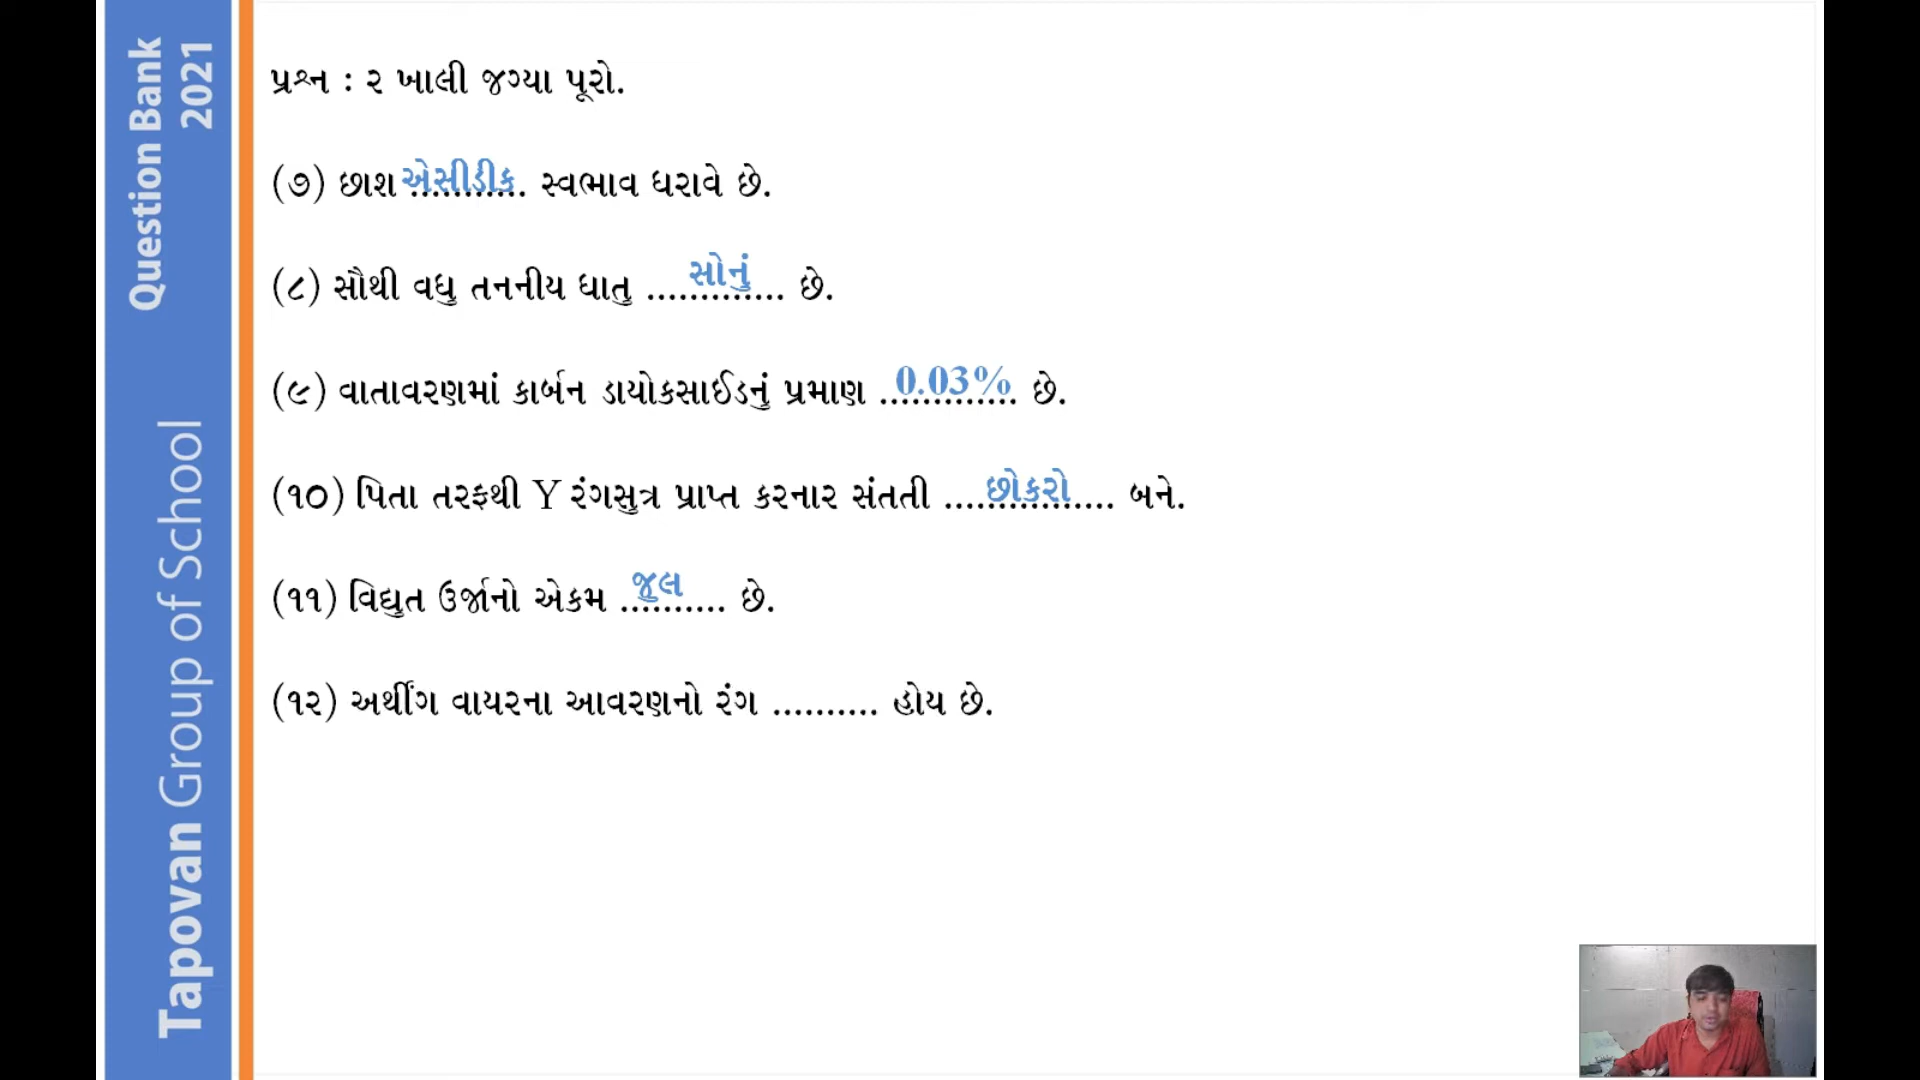 Question Bank
2021
Tapovan Group of School
પ્રશ્ન : ૨ ખાલી જગ્યા પૂરો.
(૭) છાશ એસીડીક........... સ્વભાવ ધરાવે છે.
(૮) સૌથી વધુ તનનીય ધાતુ સોનું............. છે.
(૯) વાતાવરણમાં કાર્બન ડાયોકસાઈડનું પ્રમાણ 0.03%............. છે.
(૧૦) પિતા તરફથી Y રંગસુત્ર પ્રાપ્ત કરનાર સંતતી છોકરો................ બને.
(૧૧) વિદ્યુત ઉર્જાનો એકમ જૂલ.......... છે.
(૧૨) અર્થીંગ વાયરના આવરણનો રંગ .......... હોય છે.